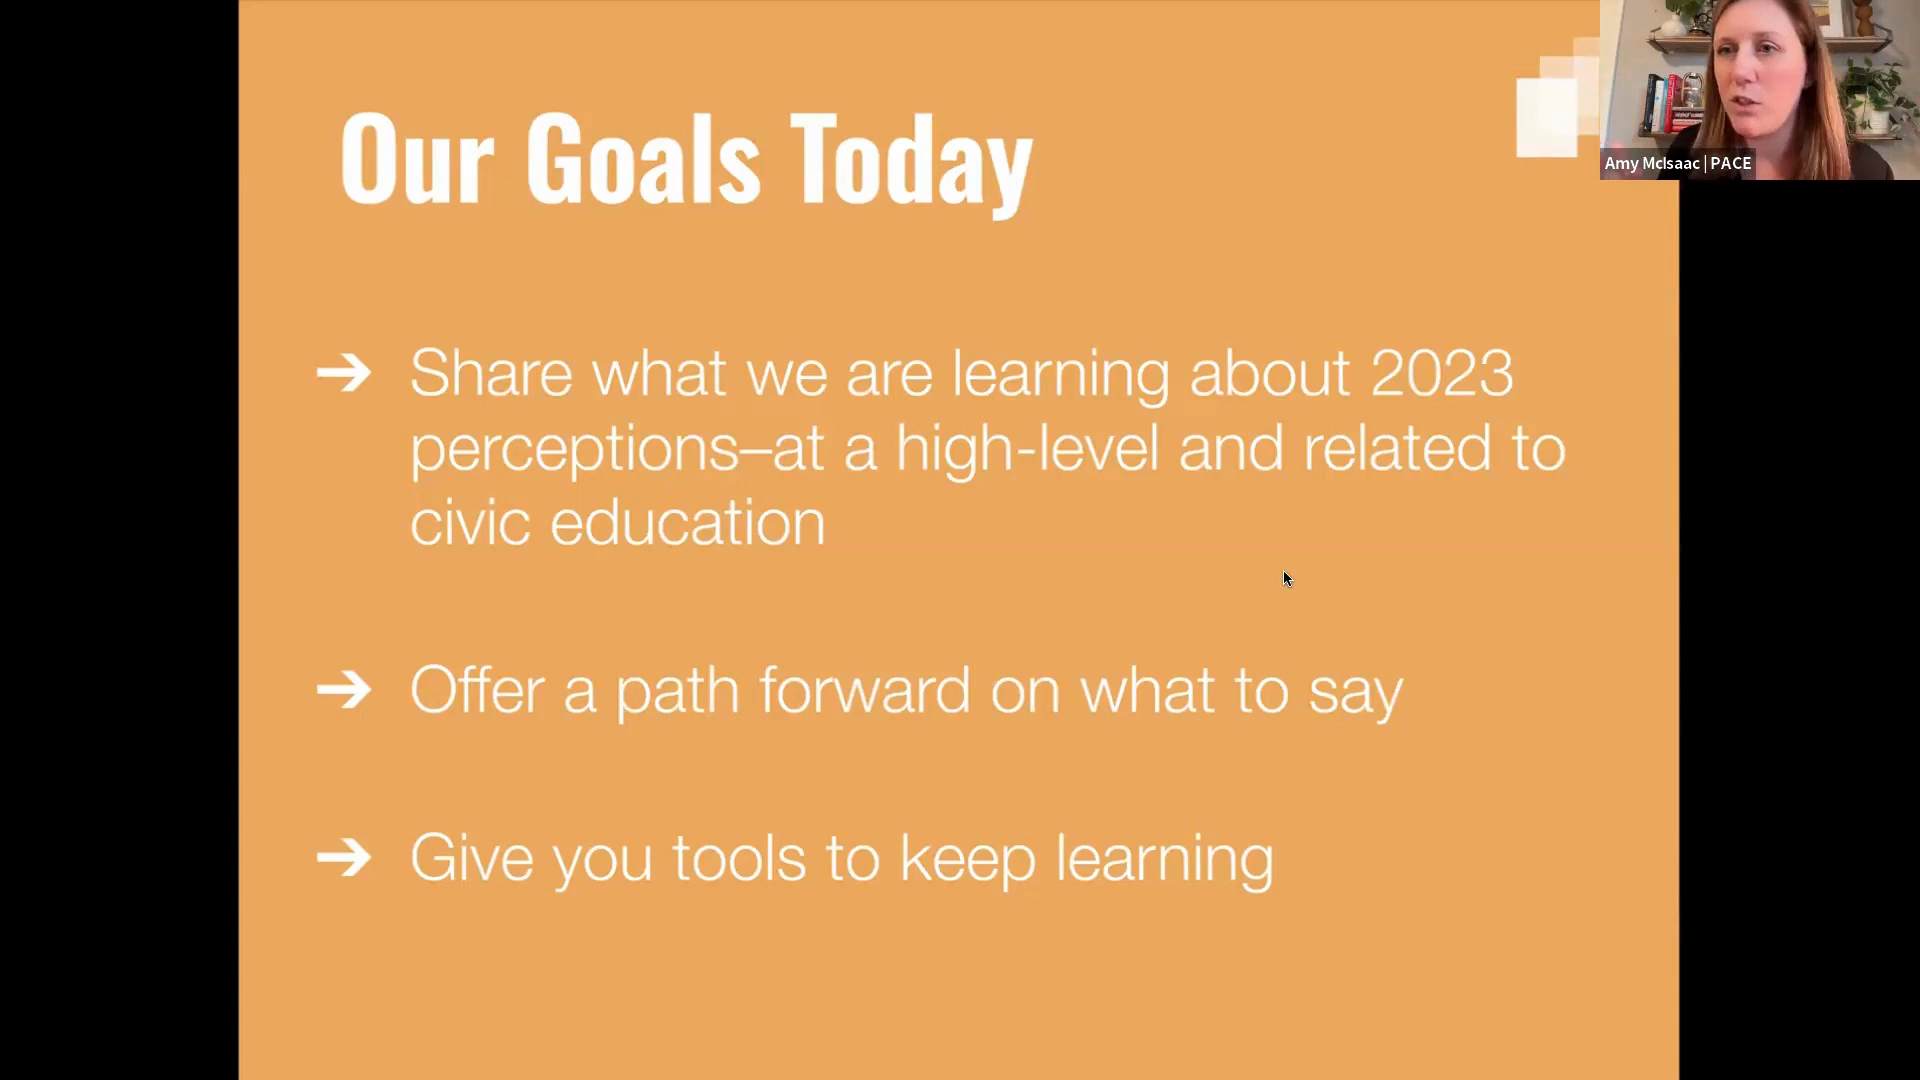 Our Goals Today
Amy McIsaac | PACE
➔ Share what we are learning about 2023
perceptions–at a high-level and related to
civic education
➔ Offer a path forward on what to say
➔ Give you tools to keep learning